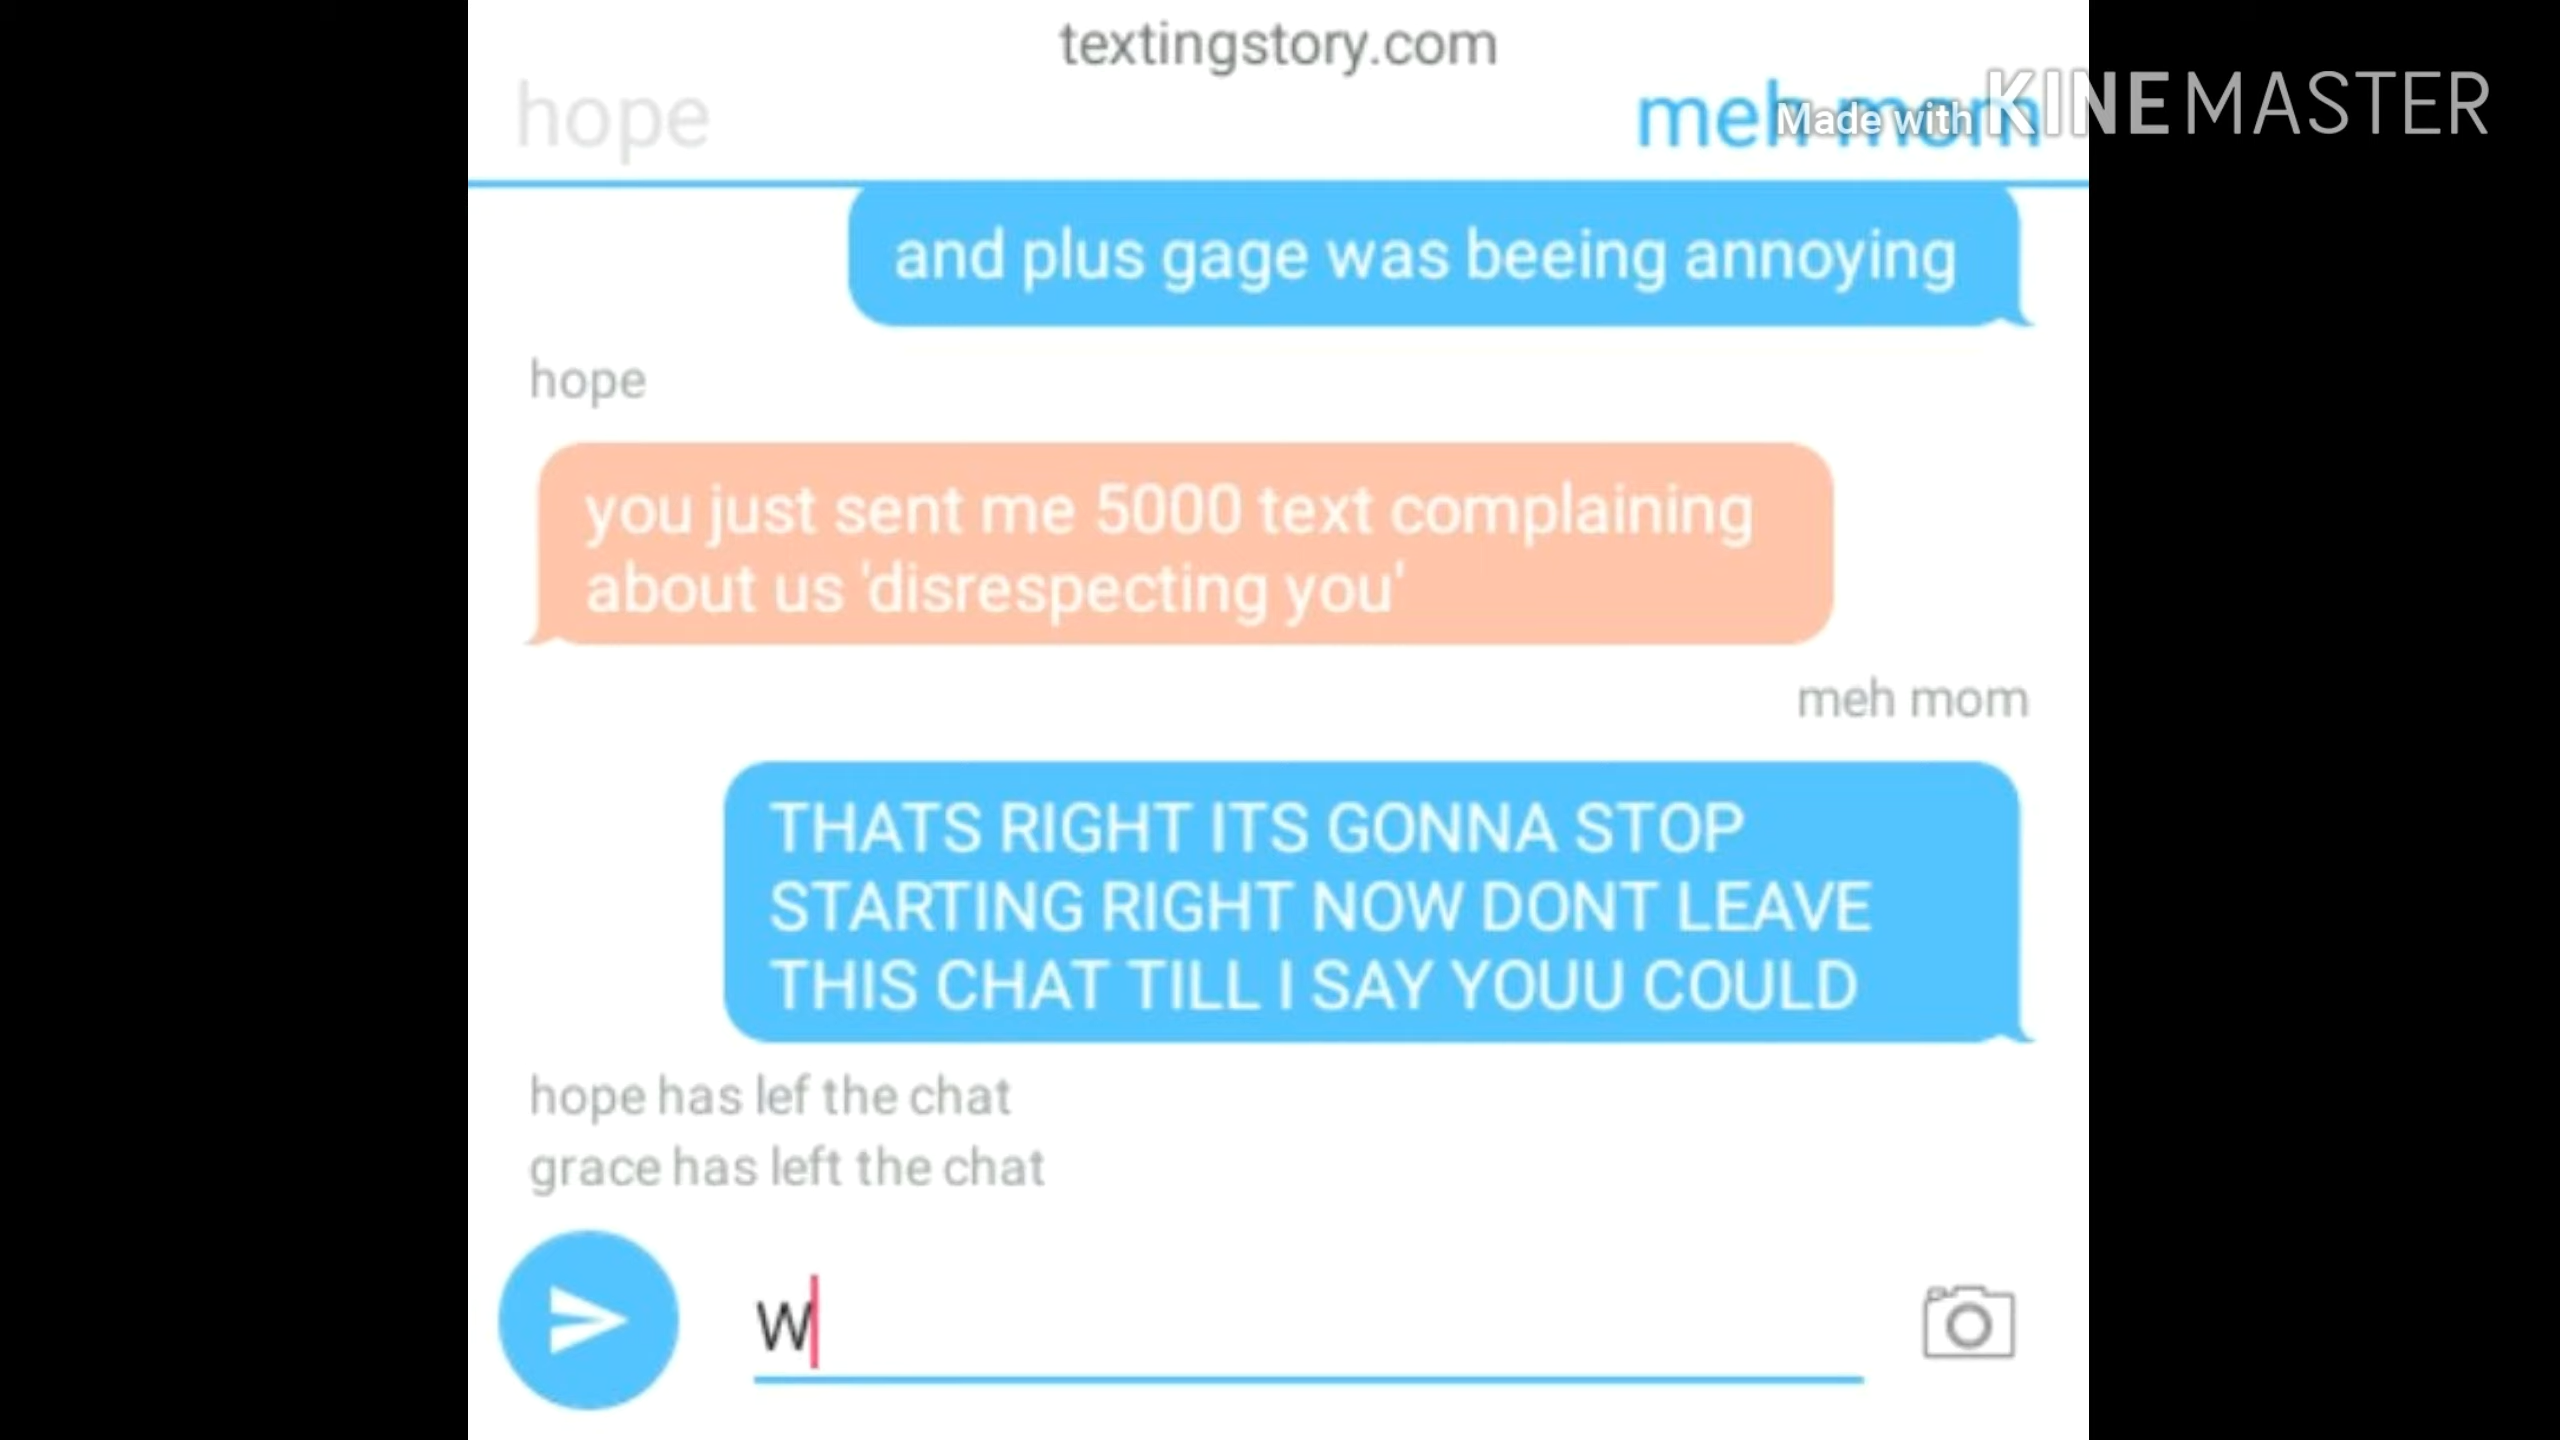 textingstory.com
hope
meh mom
Made with KINEMASTER
and plus gage was beeing annoying
hope
you just sent me 5000 text complaining
about us 'disrespecting you'
meh mom
THATS RIGHT ITS GONNA STOP
STARTING RIGHT NOW DONT LEAVE
THIS CHAT TILL I SAY YOUU COULD
hope has lef the chat
grace has left the chat
W